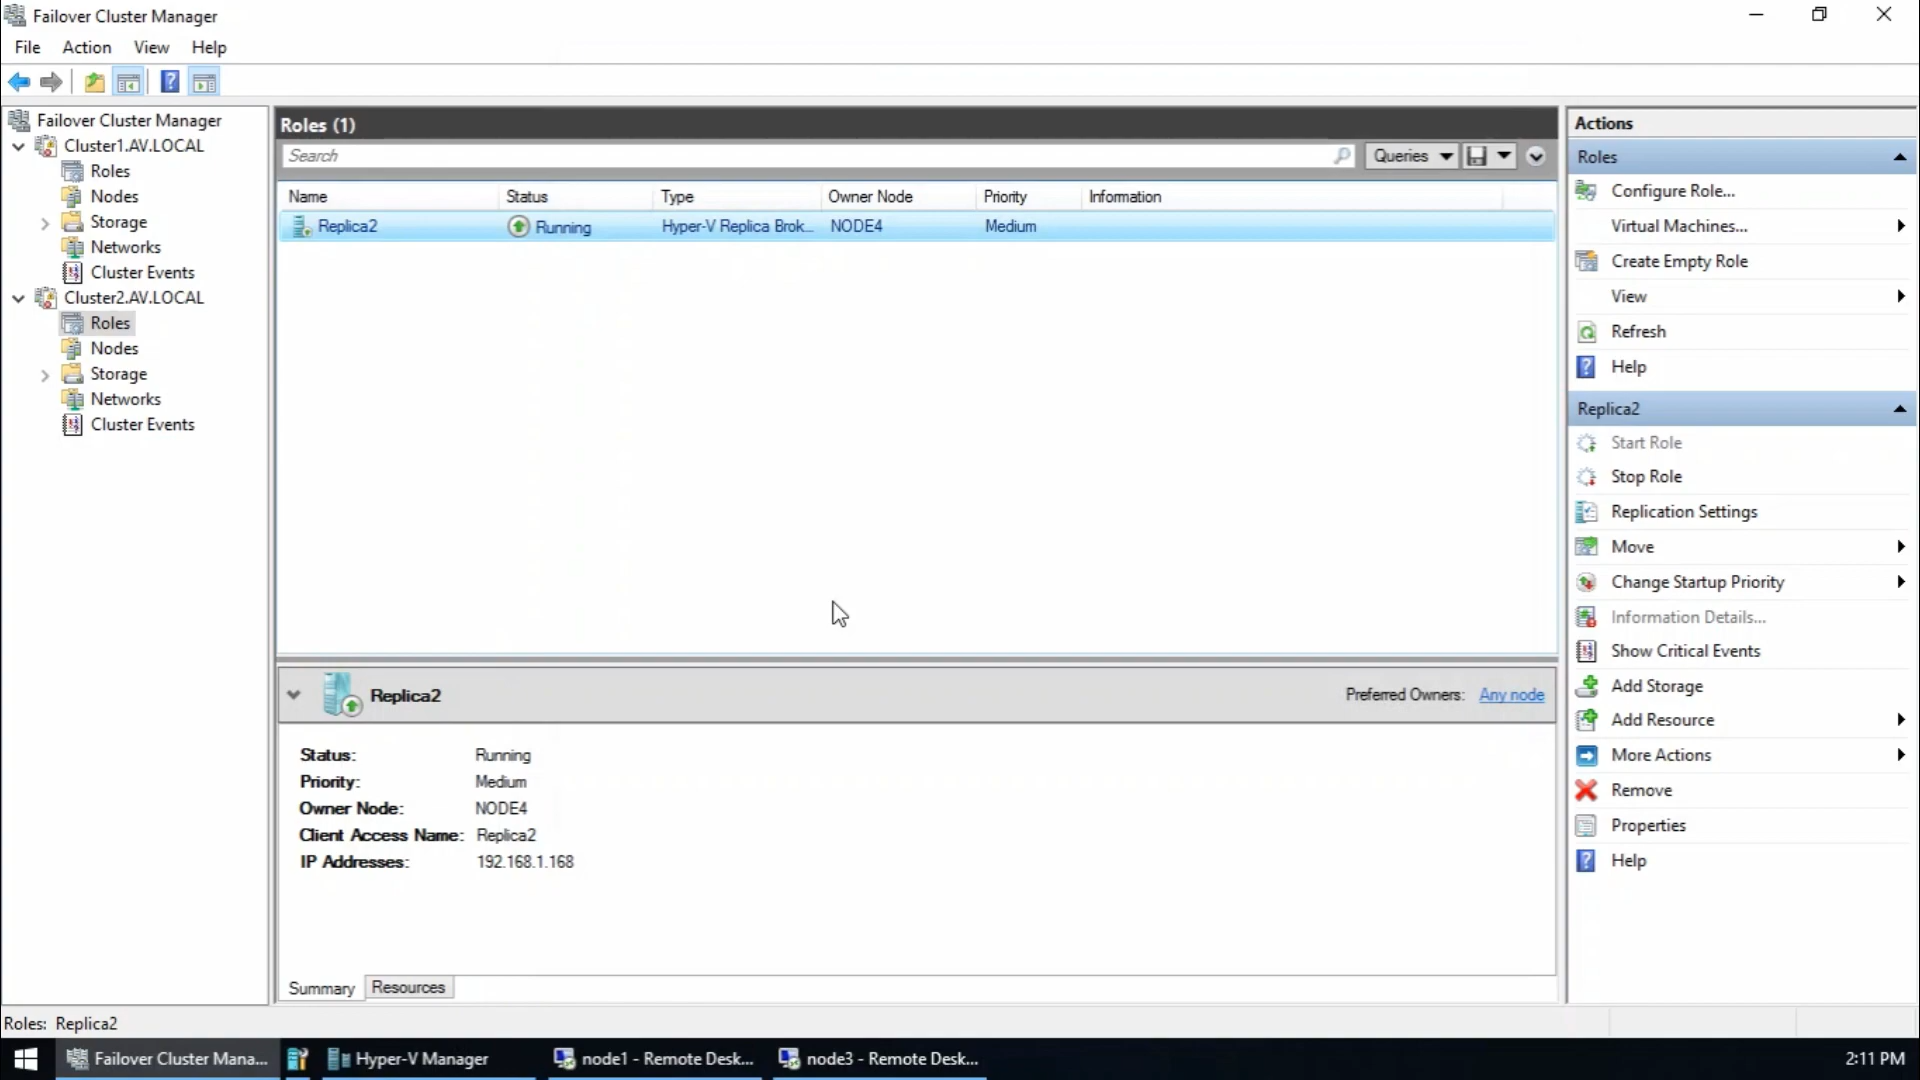 Failover Cluster Manager
File Action View Help
Failover Cluster Manager
Cluster1.AV.LOCAL
Roles
Nodes
Storage
Networks
Cluster Events
Cluster2.AV.LOCAL
Roles
Nodes
Storage
Networks
Cluster Events
Roles (1)
Search
Queries
Name Status Type Owner Node Priority Information
Replica2 Running Hyper-V Replica Brok... NODE4 Medium
Replica2 Preferred Owners: Any node
Status: Running
Priority: Medium
Owner Node: NODE4
Client Access Name: Replica2
IP Addresses: 192.168.1.168
Summary Resources
Actions
Roles
Configure Role...
Virtual Machines...
Create Empty Role
View
Refresh
Help
Replica2
Start Role
Stop Role
Replication Settings
Move
Change Startup Priority
Information Details...
Show Critical Events
Add Storage
Add Resource
More Actions
Remove
Properties
Help
Roles: Replica2
Failover Cluster Mana... Hyper-V Manager node1 - Remote Desk... node3 - Remote Desk... 2:11 PM